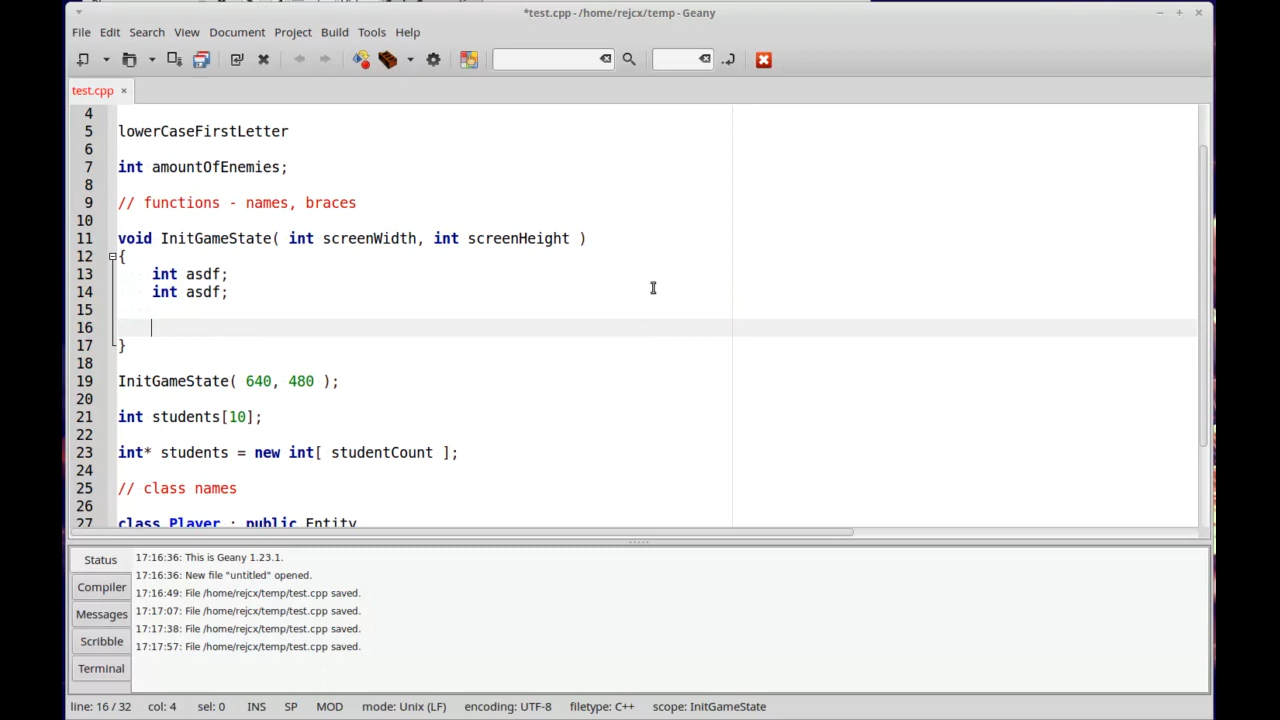 *test.cpp - /home/rejcx/temp - Geany
File Edit Search View Document Project Build Tools Help
test.cpp ×
4
5 lowerCaseFirstLetter
6
7 int amountOfEnemies;
8
9 // functions - names, braces
10
11 void InitGameState( int screenWidth, int screenHeight )
12 {
13 int asdf;
14 int asdf;
15
16
17 }
18
19 InitGameState( 640, 480 );
20
21 int students[10];
22
23 int* students = new int[ studentCount ];
24
25 // class names
26
27 class Player : public Entity
Status
Compiler
Messages
Scribble
Terminal
17:16:36: This is Geany 1.23.1.
17:16:36: New file "untitled" opened.
17:16:49: File /home/rejcx/temp/test.cpp saved.
17:17:07: File /home/rejcx/temp/test.cpp saved.
17:17:38: File /home/rejcx/temp/test.cpp saved.
17:17:57: File /home/rejcx/temp/test.cpp saved.
line: 16 / 32 col: 4 sel: 0 INS SP MOD mode: Unix (LF) encoding: UTF-8 filetype: C++ scope: InitGameState